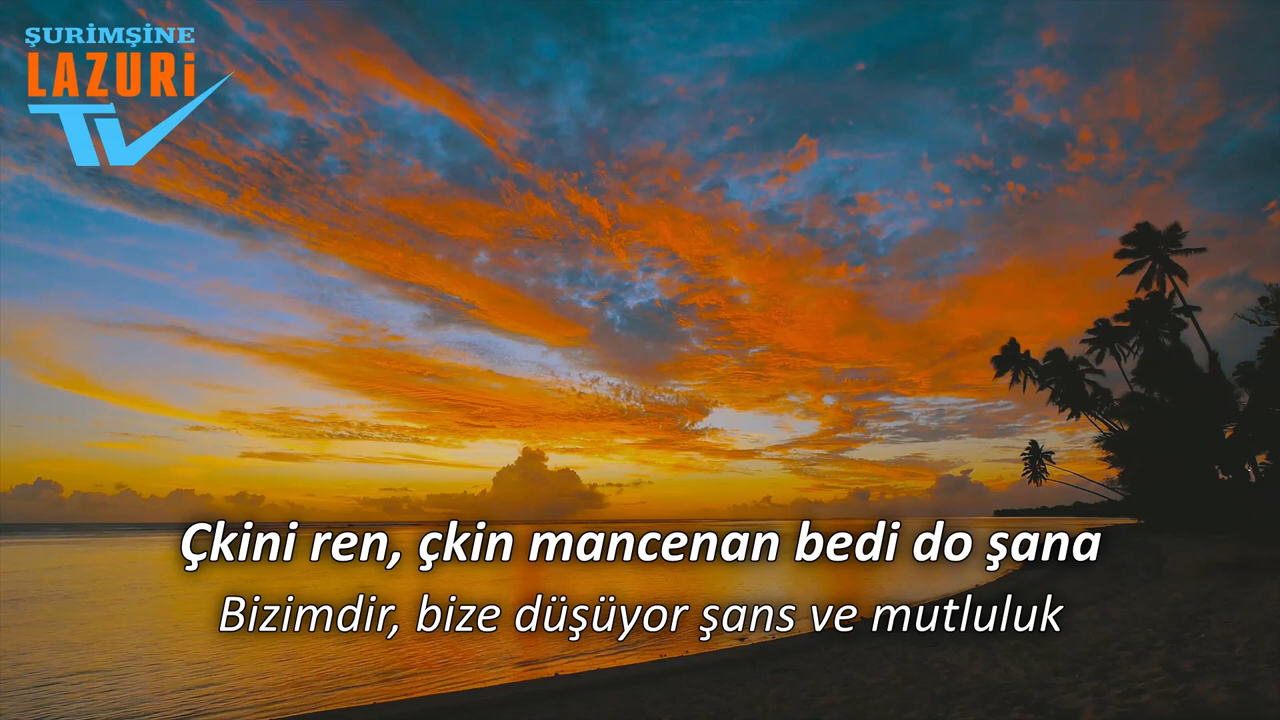 ŞURİMŞİNE
LAZURİ
TV
Çkini ren, çkin mancenan bedi do şana
Bizimdir, bize düşüyor şans ve mutluluk